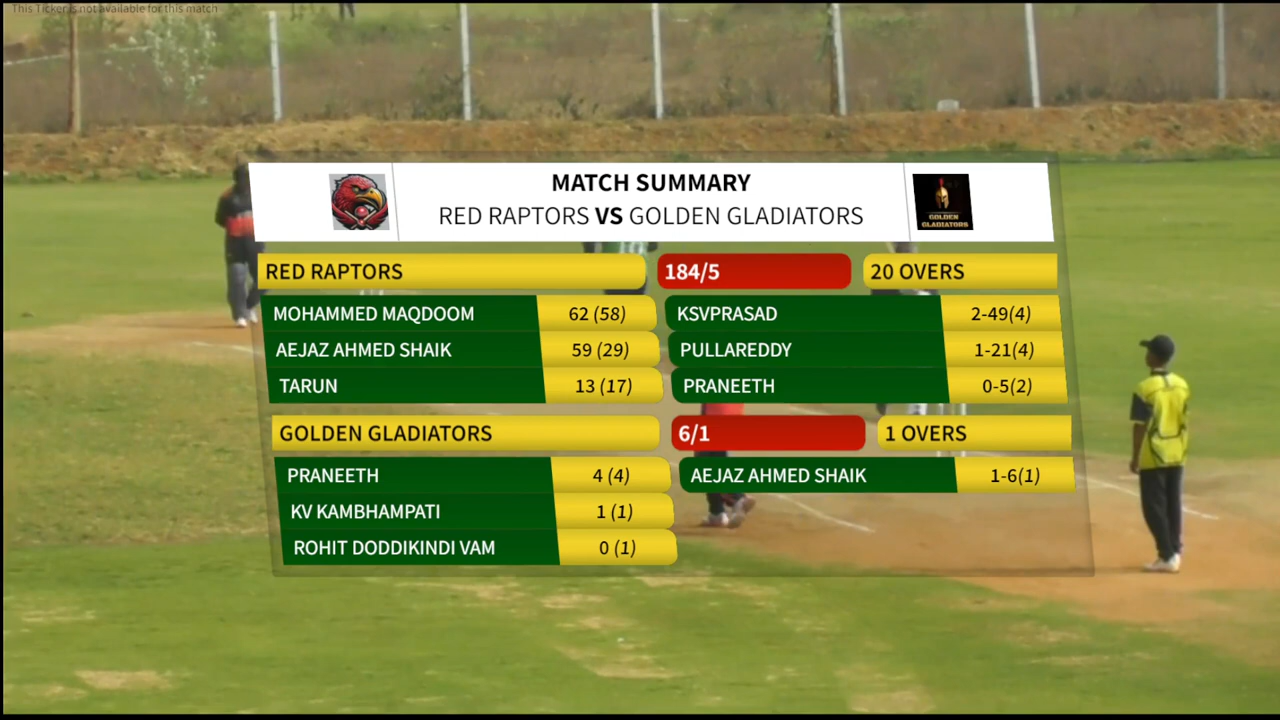 This Ticker is not available for this match
MATCH SUMMARY
RED RAPTORS VS GOLDEN GLADIATORS
GOLDEN
GLADIATORS
RED RAPTORS 184/5 20 OVERS
MOHAMMED MAQDOOM 62 (58) KSVPRASAD 2-49(4)
AEJAZ AHMED SHAIK 59 (29) PULLAREDDY 1-21(4)
TARUN 13 (17) PRANEETH 0-5(2)
GOLDEN GLADIATORS 6/1 1 OVERS
PRANEETH 4 (4) AEJAZ AHMED SHAIK 1-6(1)
KV KAMBHAMPATI 1 (1)
ROHIT DODDIKINDI VAM 0 (1)